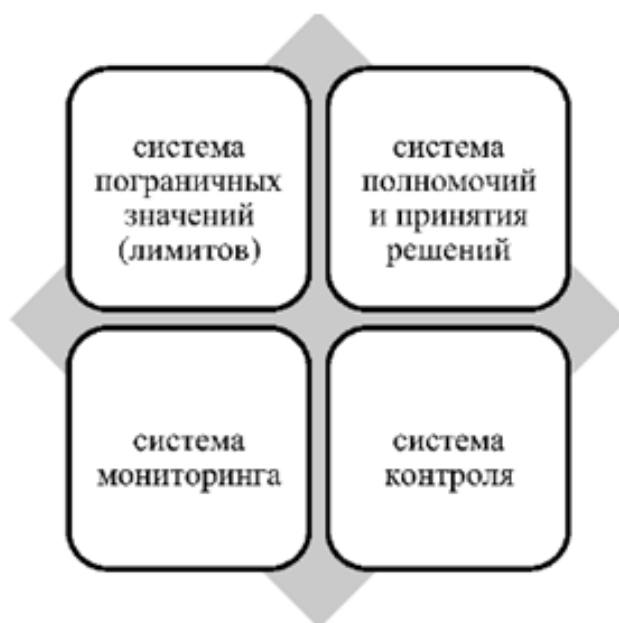 система
пограничных
значений
(лимитов)
система
полномочий
и принятия
решений
система
мониторинга
система
контроля